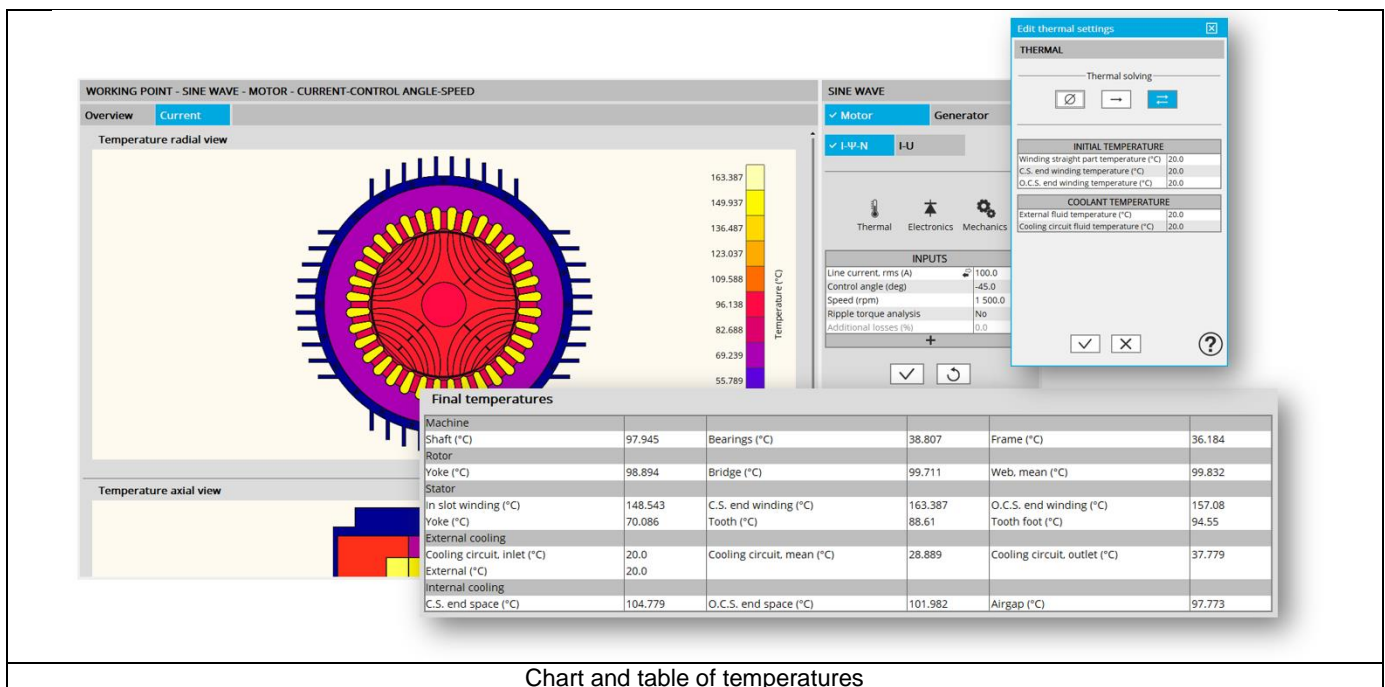 Edit thermal settings
THERMAL
Thermal solving
INITIAL TEMPERATURE
Winding straight part temperature (°C) 20.0
C.S. end winding temperature (°C) 20.0
O.C.S. end winding temperature (°C) 20.0
COOLANT TEMPERATURE
External fluid temperature (°C) 20.0
Cooling circuit fluid temperature (°C) 20.0
?
WORKING POINT - SINE WAVE - MOTOR - CURRENT-CONTROL ANGLE-SPEED
Overview Current
Temperature radial view
163.387
149.937
136.487
123.037
109.588
96.138
82.688
69.239
55.789
Temperature (°C)
SINE WAVE
Motor Generator
I-Ψ-N I-U
Thermal Electronics Mechanics
INPUTS
Line current, rms (A) 100.0
Control angle (deg) -45.0
Speed (rpm) 1 500.0
Ripple torque analysis No
Additional losses (%) 0.0
+
Temperature axial view
Final temperatures
Machine
Shaft (°C) 97.945 Bearings (°C) 38.807 Frame (°C) 36.184
Rotor
Yoke (°C) 98.894 Bridge (°C) 99.711 Web, mean (°C) 99.832
Stator
In slot winding (°C) 148.543 C.S. end winding (°C) 163.387 O.C.S. end winding (°C) 157.08
Yoke (°C) 70.086 Tooth (°C) 88.61 Tooth foot (°C) 94.55
External cooling
Cooling circuit, inlet (°C) 20.0 Cooling circuit, mean (°C) 28.889 Cooling circuit, outlet (°C) 37.779
External (°C) 20.0
Internal cooling
C.S. end space (°C) 104.779 O.C.S. end space (°C) 101.982 Airgap (°C) 97.773
Chart and table of temperatures